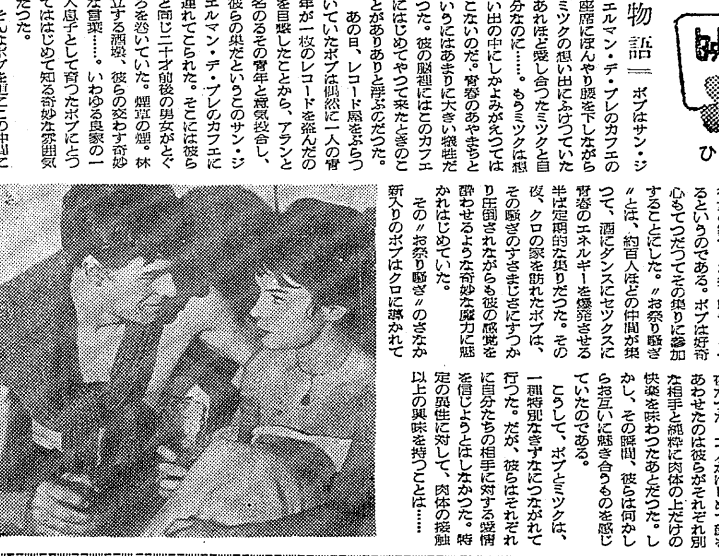 ひ
物語＝ ボブはサン・ジ
エルマン・デ・プレのカフェの
座席にぼんやり腰を下しながら
ミツクの想い出にふけつていた
あれほど愛し合つたミツクと自
分なのに……。もうミツクは想
い出の中にしかよみがえつては
こないのだ。青春のあやまちと
いうにはあまりに大きい犠牲だ
つた。彼の脳裡にはこのカフェ
にはじめてやつて来たときのこ
とがありありと浮ぶのだつた。
あの日、レコード屋をぶらつ
いていたボブは偶然に一人の青
年が一枚のレコードを盗んだの
を目撃したことから、アランと
名のるその青年と意気投合し、
彼らの巣だというこのサン・ジ
エルマン・デ・プレのカフェに
連れてこられた。そこには彼ら
と同じ二十才前後の男女がとぐ
ろを巻いていた。煙草の煙。林
立する酒壜、彼らの交わす奇妙
な言葉……。いわゆる良家の一
人息子として育つたボブにとつ
てははじめて知る奇妙な雰囲気
だつた。
るというのである。ボブは好奇
心もてつだつてその集りに参加
することにした。〃お祭り騒ぎ
〃とは、約百人ほどの仲間が集
つて、酒にダンスにセックスに
青春のエネルギーを爆発させる
半ば定期的な集りだつた。その
夜、クロの家を訪れたボブは、
その騒ぎのすさまじさにすつか
り圧倒されながらも彼の感覚を
酔わせるような奇妙な魔力に魅
かれはじめていた。
その〃お祭り騒ぎ〃のさなか
新入りのボブはクロに導かれて
あわせたのは彼らがそれぞれ別
な相手と純粋に肉体の上だけの
快楽を味わつたあとだつた。し
かし、その瞬間、彼らは何かし
らお互いに魅き合うものを感じ
ていたのである。
こうして、ボブとミツクは、
一種特別なきずなにつながれて
行つた。だが、彼らはそれぞれ
に自分たちの相手に対する愛情
を信じようとはしなかつた。特
定の異性に対して、肉体の接触
以上の興味を持つことは……